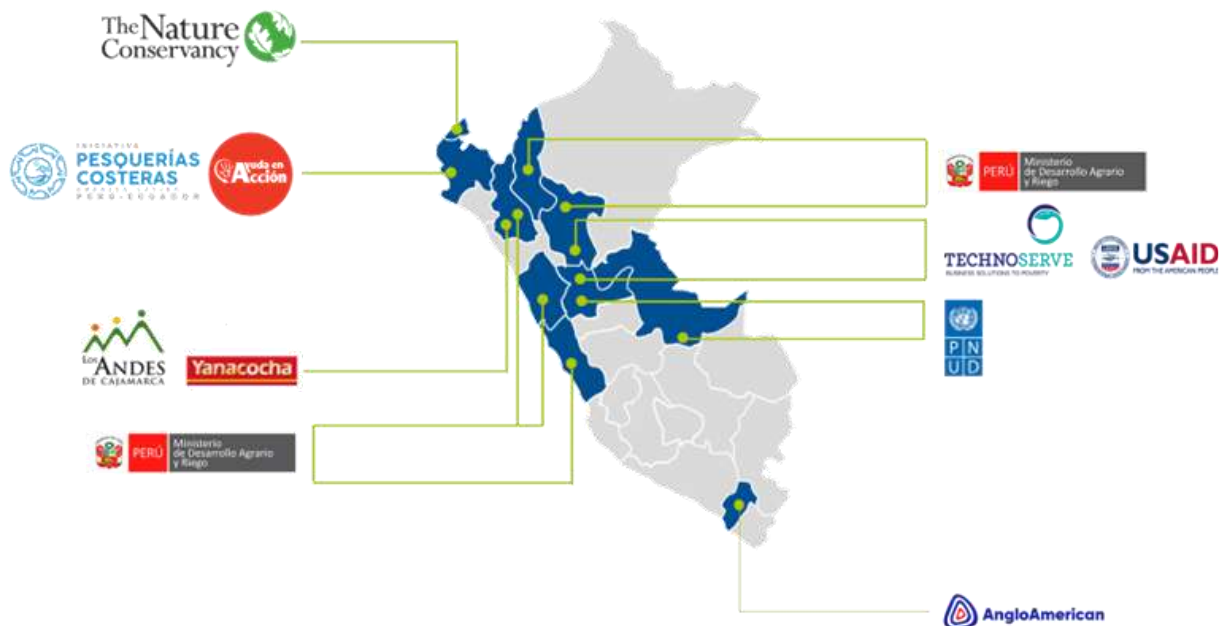 The Nature
Conservancy
INICIATIVA
PESQUERÍAS
COSTERAS
AMÉRICA LATINA
PERÚ - ECUADOR
Ayuda en
Acción
PERÚ
Ministerio
de Desarrollo Agrario
y Riego
TECHNOSERVE
BUSINESS SOLUTIONS TO POVERTY
USAID
FROM THE AMERICAN PEOPLE
P N
U D
LOS
ANDES
DE CAJAMARCA
Yanacocha
PERÚ
Ministerio
de Desarrollo Agrario
y Riego
AngloAmerican